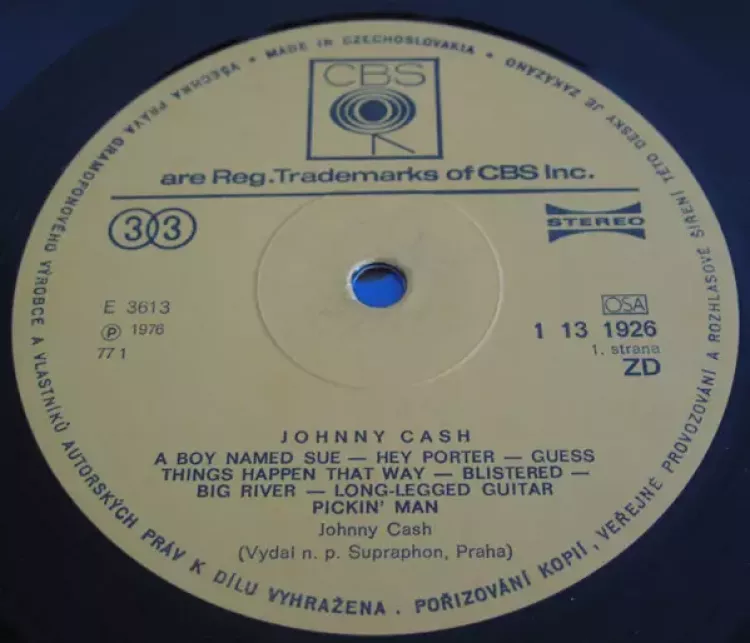 VŠECHNA PRÁVA GRAMOFONOVÉHO VÝROBCE A VLASTNÍKŮ AUTORSKÝCH PRÁV K DÍLU VYHRAŽENA . POŘIZOVÁNÍ KOPIÍ, VEŘEJNÉ PROVOZOVÁNÍ A ROZHLASOVÉ ŠÍŘENÍ TÉTO DESKY JE ZAKÁZÁNO • MADE IN CZECHOSLOVAKIA •
CBS
are Reg.Trademarks of CBS Inc.
33
STEREO
E 3613
Ⓟ 1976
77 1
OSA
1 13 1926
1. strana
ZD
JOHNNY CASH
A BOY NAMED SUE — HEY PORTER — GUESS
THINGS HAPPEN THAT WAY — BLISTERED —
BIG RIVER — LONG-LEGGED GUITAR
PICKIN' MAN
Johnny Cash
(Vydal n. p. Supraphon, Praha)